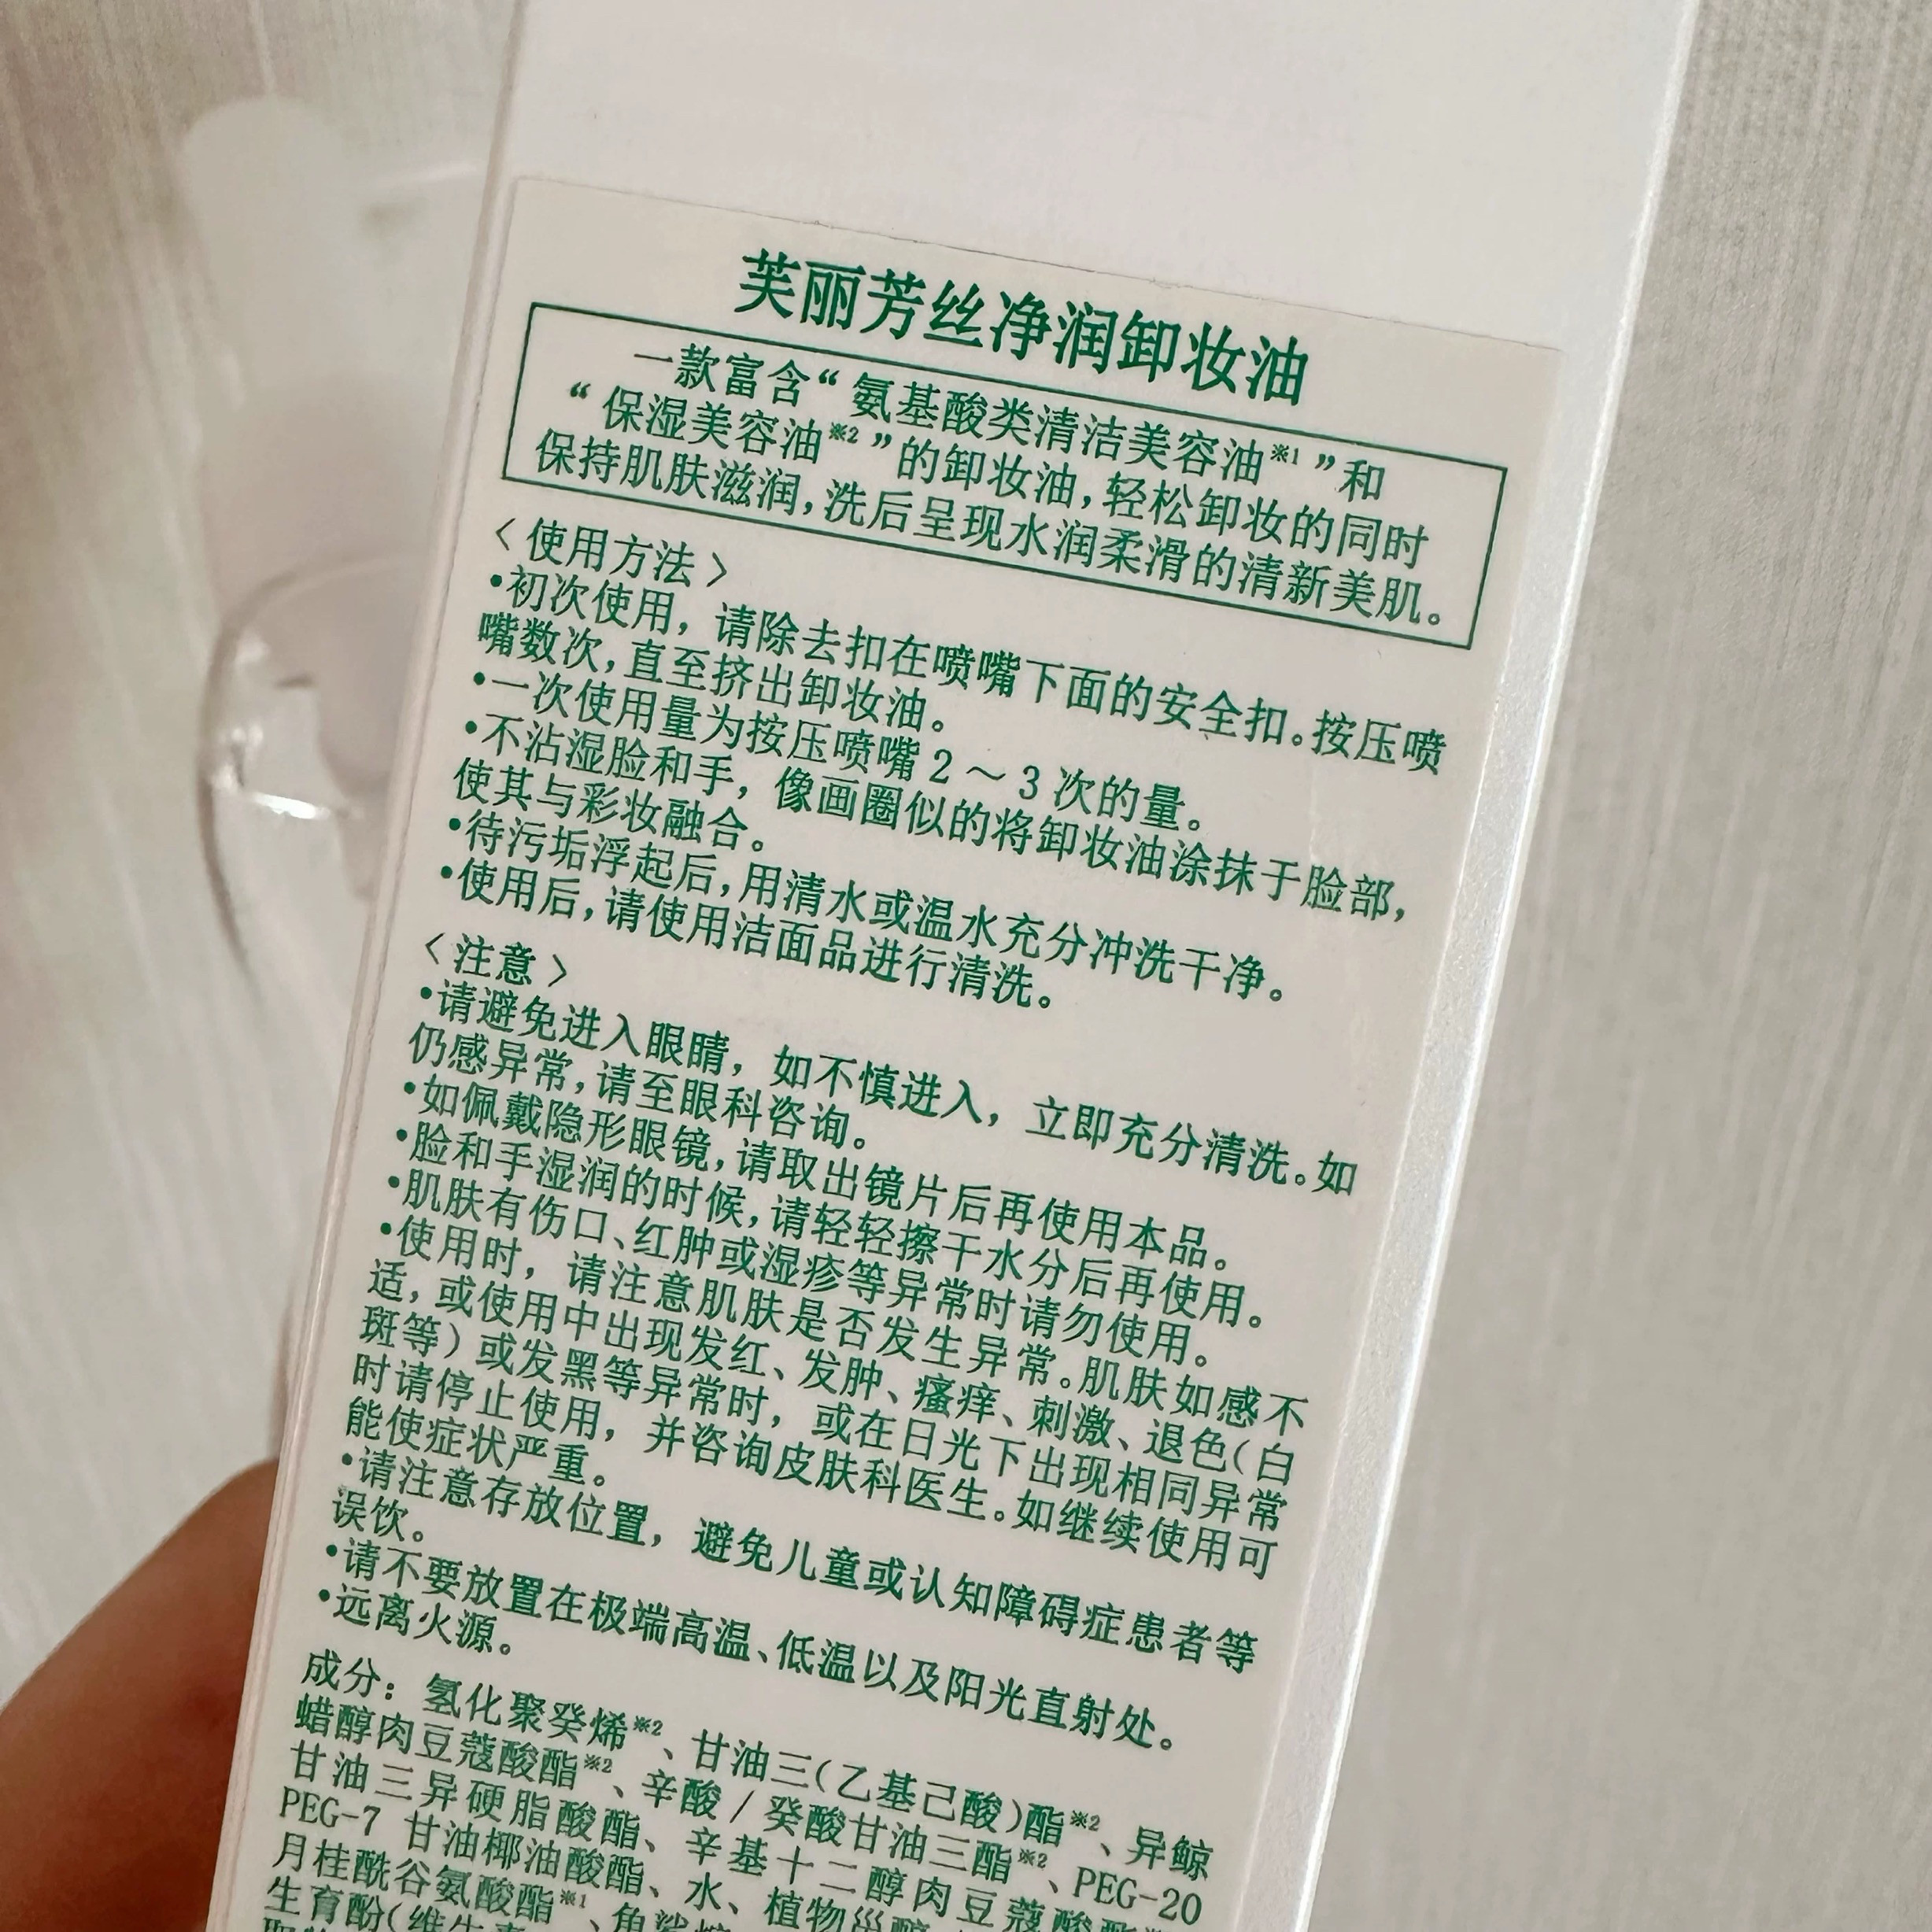 芙丽芳丝净润卸妆油
一款富含“氨基酸类清洁美容油※1”和
“保湿美容油※2”的卸妆油,轻松卸妆的同时
保持肌肤滋润,洗后呈现水润柔滑的清新美肌。
〈使用方法〉
•初次使用，请除去扣在喷嘴下面的安全扣。按压喷
嘴数次,直至挤出卸妆油。
•一次使用量为按压喷嘴2～3次的量。
•不沾湿脸和手，像画圈似的将卸妆油涂抹于脸部,
使其与彩妆融合。
•待污垢浮起后,用清水或温水充分冲洗干净。
•使用后,请使用洁面品进行清洗。
〈注意〉
•请避免进入眼睛，如不慎进入，立即充分清洗。如
仍感异常,请至眼科咨询。
•如佩戴隐形眼镜,请取出镜片后再使用本品。
•脸和手湿润的时候,请轻轻擦干水分后再使用。
•肌肤有伤口、红肿或湿疹等异常时请勿使用。
•使用时，请注意肌肤是否发生异常。肌肤如感不
适,或使用中出现发红、发肿、瘙痒、刺激、退色(白
斑等)或发黑等异常时，或在日光下出现相同异常
时请停止使用，并咨询皮肤科医生。如继续使用可
能使症状严重。
•请注意存放位置，避免儿童或认知障碍症患者等
误饮。
•请不要放置在极端高温、低温以及阳光直射处。
•远离火源。
成分：氢化聚癸烯※2、甘油三(乙基己酸)酯※2、异鲸
蜡醇肉豆蔻酸酯※2、辛酸/癸酸甘油三酯※2、PEG-20
甘油三异硬脂酸酯、辛基十二醇肉豆蔻酸酯
PEG-7 甘油椰油酸酯、水、植物甾醇
月桂酰谷氨酸酯※1、角鲨
生育酚(维生